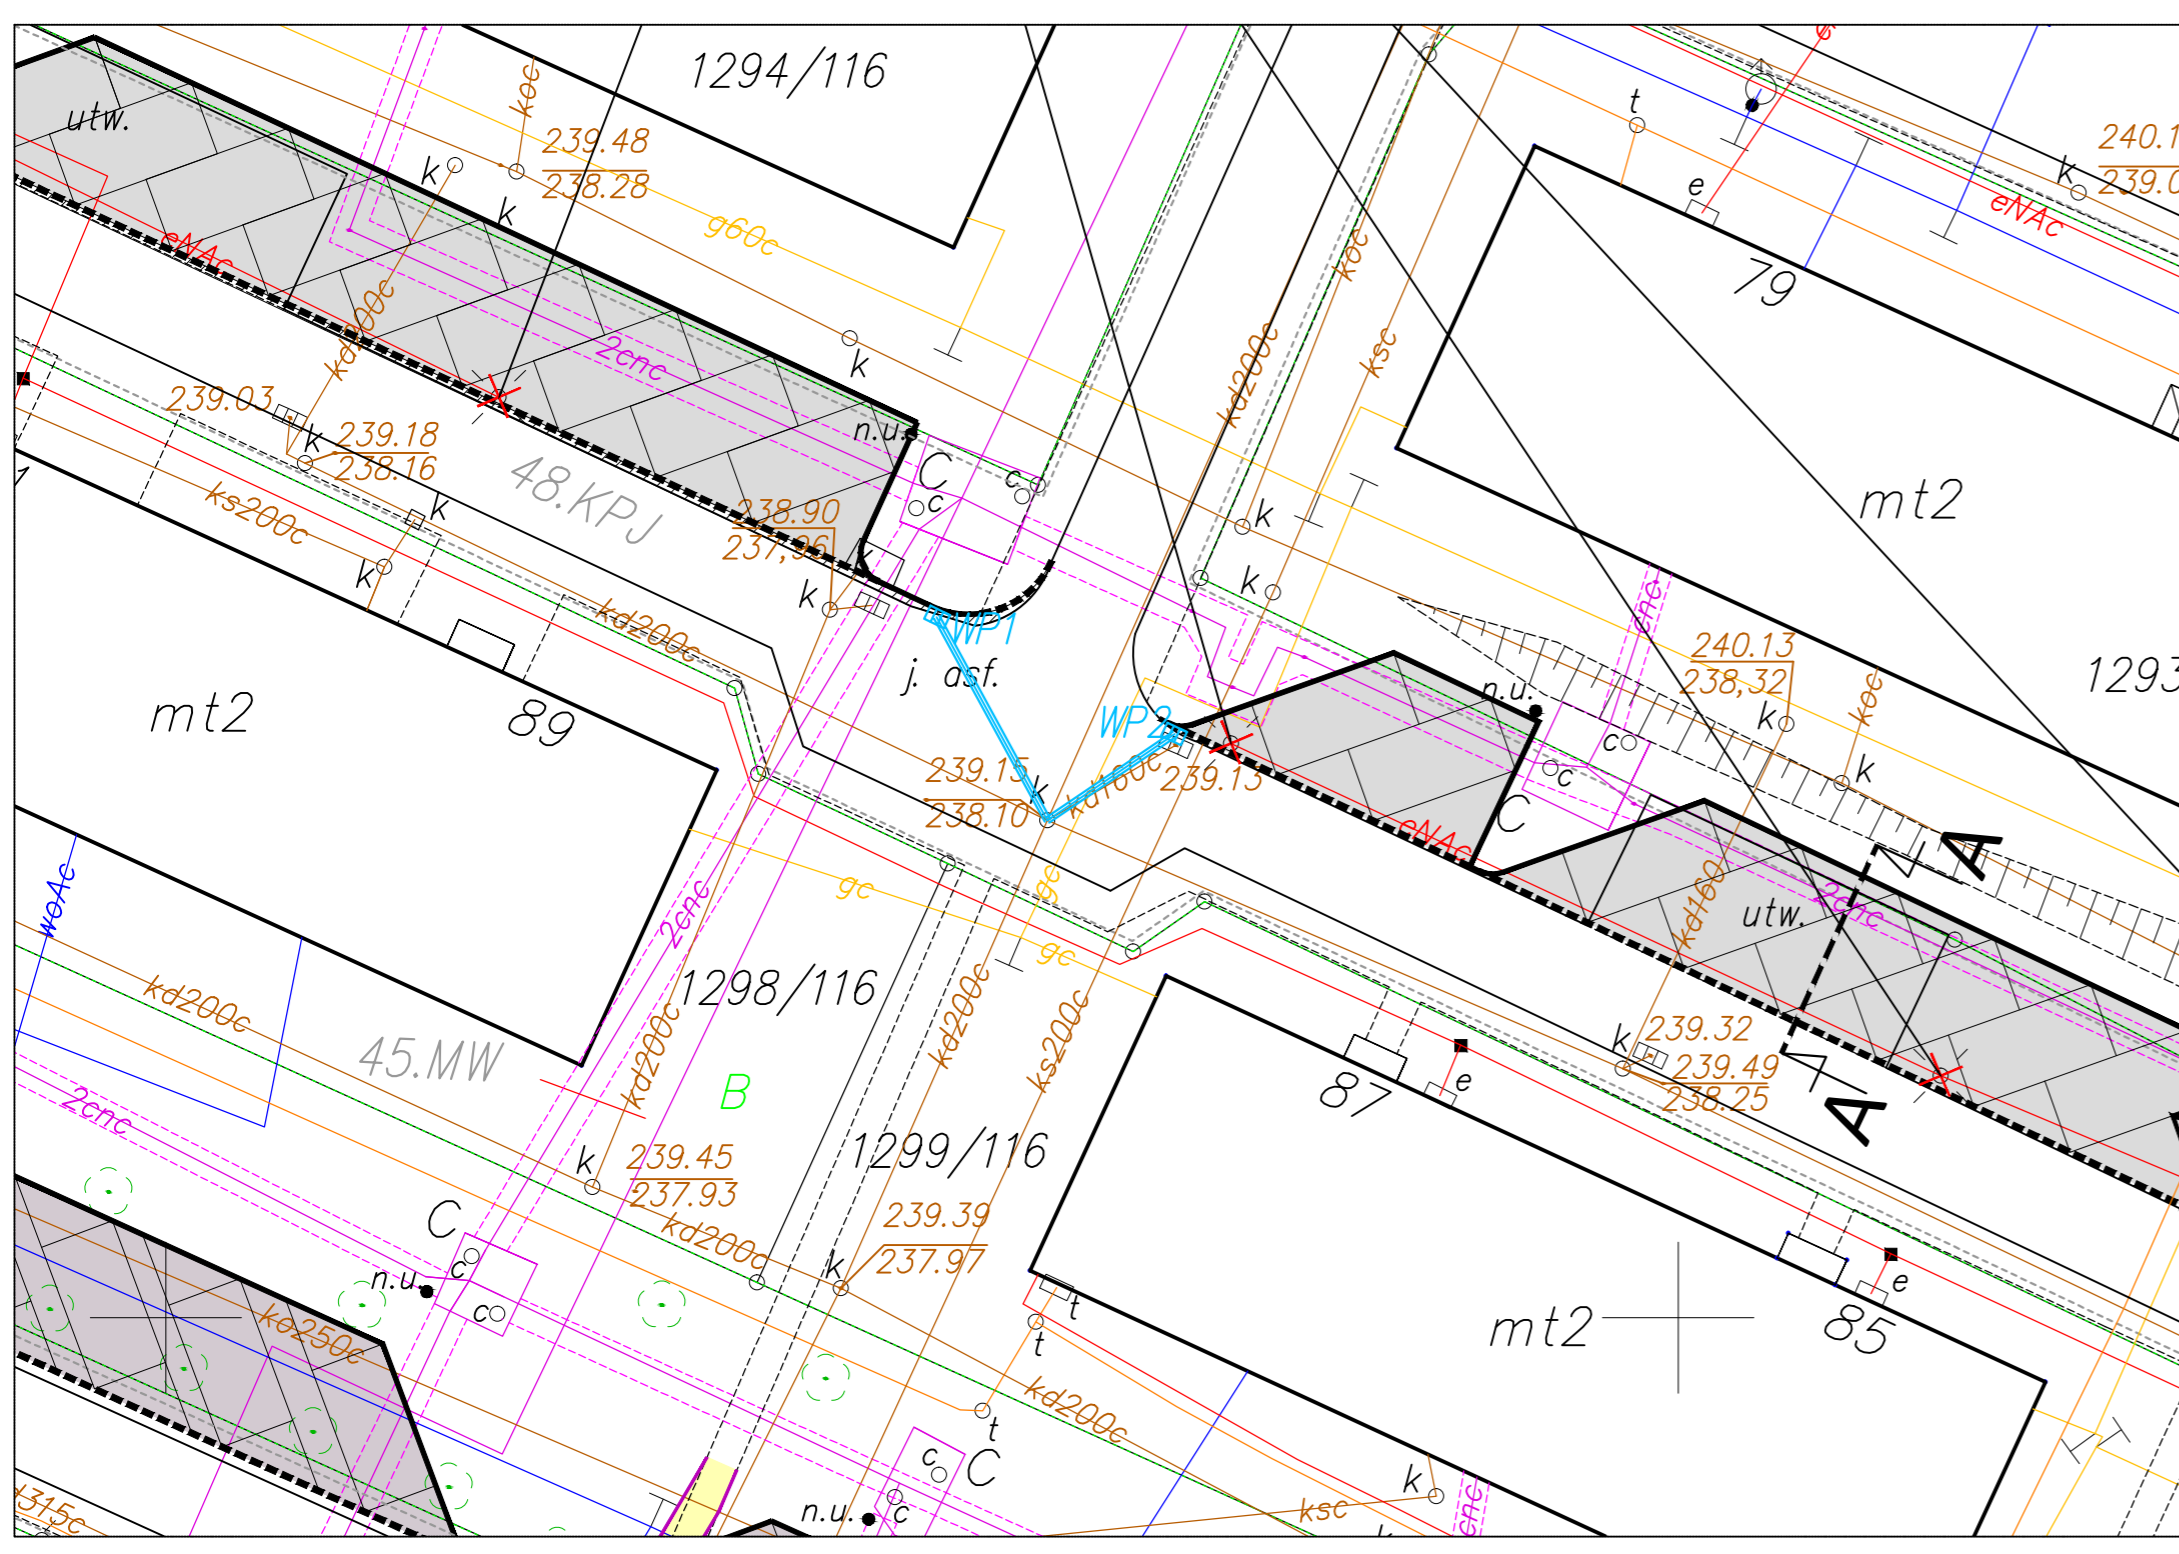 1294/116
koc
e
t
240.1
239.0
k
utw.
239.48
238.28
k
k
e
eNAc
g60c
eNAc
koc
79
kd200c
2cnc
k
kd200c
ksc
239.03
k
239.18
238.16
n.u.
C
c
c
mt2
48.KPJ
ks200c
k
238.90
237,96
k
k
k
k
cnc
kd200c
WP1
j. asf.
240.13
238,32
k
koc
1293
n.u.
mt2
89
WP2
c
c
k
239.15
238.10
k
kd160c
239.13
C
eNAc
A
gc
gc
gc
2cnc
woAc
kd160
utw.
2cnc
1298/116
kd200c
kd200c
ks200c
kd200c
45.MW
k
239.32
239.49
238.25
A
B
87
e
2cnc
1299/116
k
239.45
237.93
C
kd200c
239.39
237.97
k
c
n.u.
c
t
t
e
mt2
85
ko250c
kd200c
t
c
C
k
d315c
n.u.
c
ksc
cnc
k